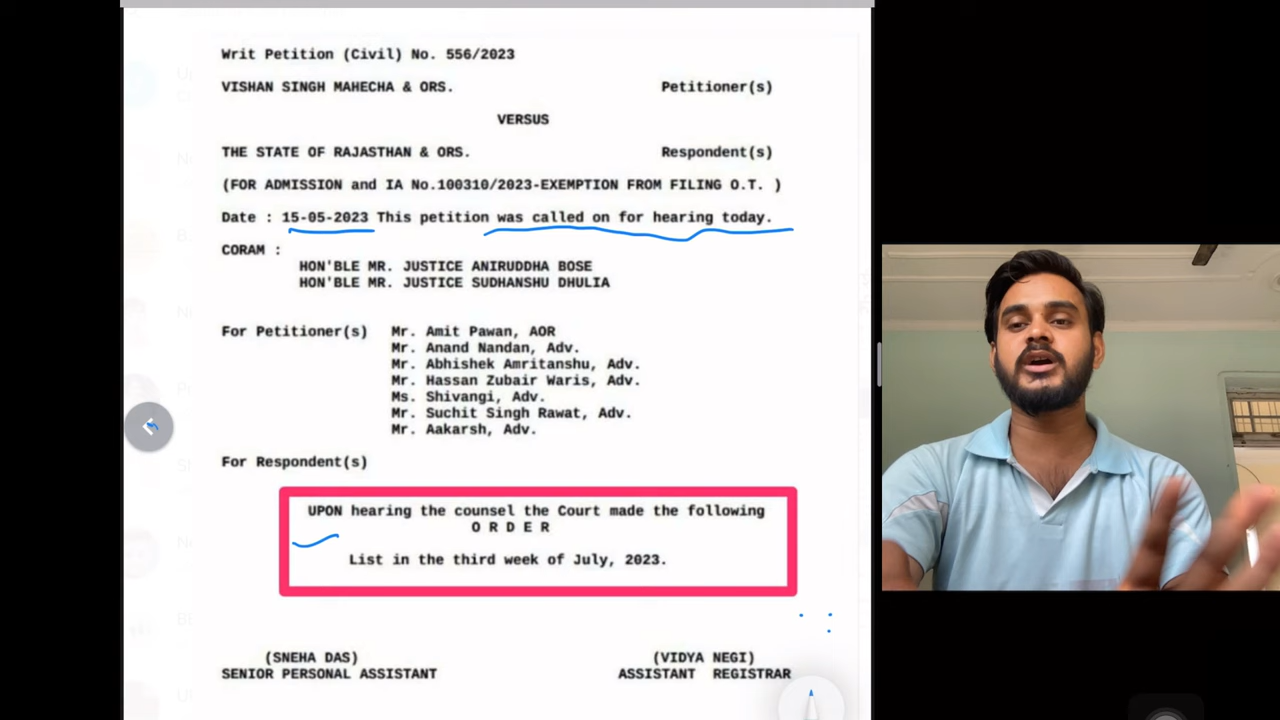 Writ Petition (Civil) No. 556/2023
VISHAN SINGH MAHECHA & ORS. Petitioner(s)
VERSUS
THE STATE OF RAJASTHAN & ORS. Respondent(s)
(FOR ADMISSION and IA No.100310/2023-EXEMPTION FROM FILING O.T. )
Date : 15-05-2023 This petition was called on for hearing today.
CORAM :
HON'BLE MR. JUSTICE ANIRUDDHA BOSE
HON'BLE MR. JUSTICE SUDHANSHU DHULIA
For Petitioner(s) Mr. Amit Pawan, AOR
Mr. Anand Nandan, Adv.
Mr. Abhishek Amritanshu, Adv.
Mr. Hassan Zubair Waris, Adv.
Ms. Shivangi, Adv.
Mr. Suchit Singh Rawat, Adv.
Mr. Aakarsh, Adv.
For Respondent(s)
UPON hearing the counsel the Court made the following
O R D E R
List in the third week of July, 2023.
(SNEHA DAS) (VIDYA NEGI)
SENIOR PERSONAL ASSISTANT ASSISTANT REGISTRAR